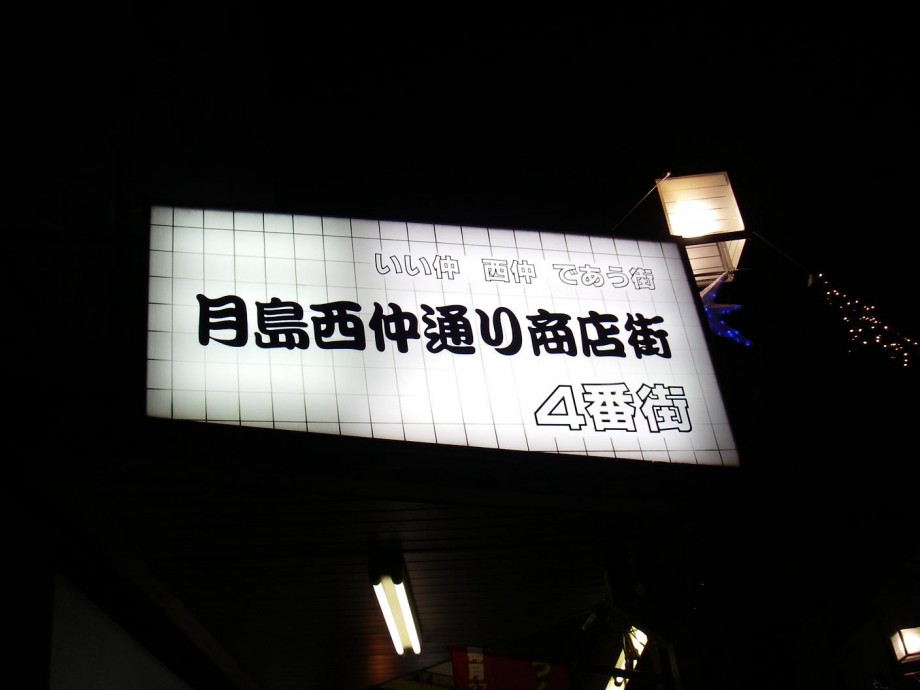 いい仲 西仲 であう街
月島西仲通り商店街
4番街